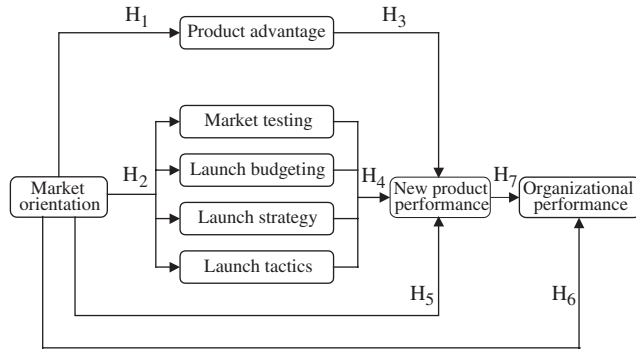 H1
Product advantage
H3
Market testing
H2
Launch budgeting
H4
Market
orientation
New product
performance
H7
Organizational
performance
Launch strategy
Launch tactics
H5
H6